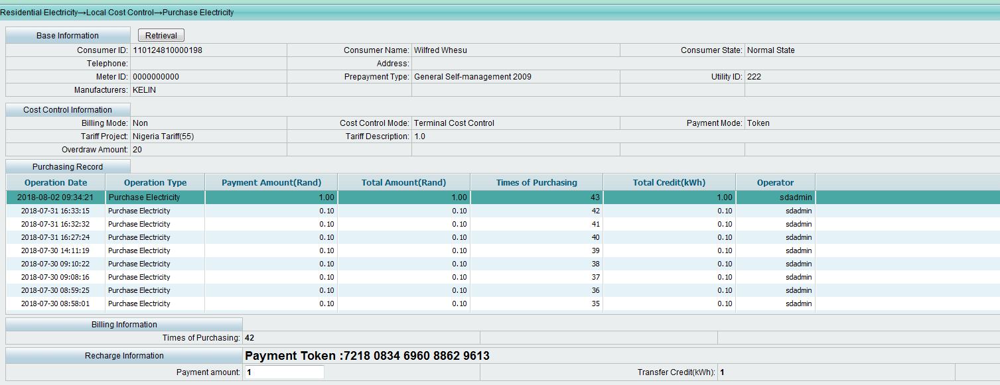 Residential Electricity→Local Cost Control→Purchase Electricity
Base Information Retrieval
Consumer ID: 110124810000198 Consumer Name: Wilfred Whesu Consumer State: Normal State
Telephone: Address:
Meter ID: 0000000000 Prepayment Type: General Self-management 2009 Utility ID: 222
Manufacturers: KELIN
Cost Control Information
Billing Mode: Non Cost Control Mode: Terminal Cost Control Payment Mode: Token
Tariff Project: Nigeria Tariff(55) Tariff Description: 1.0
Overdraw Amount: 20
Purchasing Record
Operation Date Operation Type Payment Amount(Rand) Total Amount(Rand) Times of Purchasing Total Credit(kWh) Operator
2018-08-02 09:34:21 Purchase Electricity 1.00 1.00 43 1.00 sdadmin
2018-07-31 16:33:15 Purchase Electricity 0.10 0.10 42 0.10 sdadmin
2018-07-31 16:32:32 Purchase Electricity 0.10 0.10 41 0.10 sdadmin
2018-07-31 16:27:24 Purchase Electricity 0.10 0.10 40 0.10 sdadmin
2018-07-30 14:11:19 Purchase Electricity 0.10 0.10 39 0.10 sdadmin
2018-07-30 09:10:22 Purchase Electricity 0.10 0.10 38 0.10 sdadmin
2018-07-30 09:08:16 Purchase Electricity 0.10 0.10 37 0.10 sdadmin
2018-07-30 08:59:25 Purchase Electricity 0.10 0.10 36 0.10 sdadmin
2018-07-30 08:58:01 Purchase Electricity 0.10 0.10 35 0.10 sdadmin
Billing Information
Times of Purchasing: 42
Recharge Information Payment Token :7218 0834 6960 8862 9613
Payment amount: 1 Transfer Credit(kWh): 1